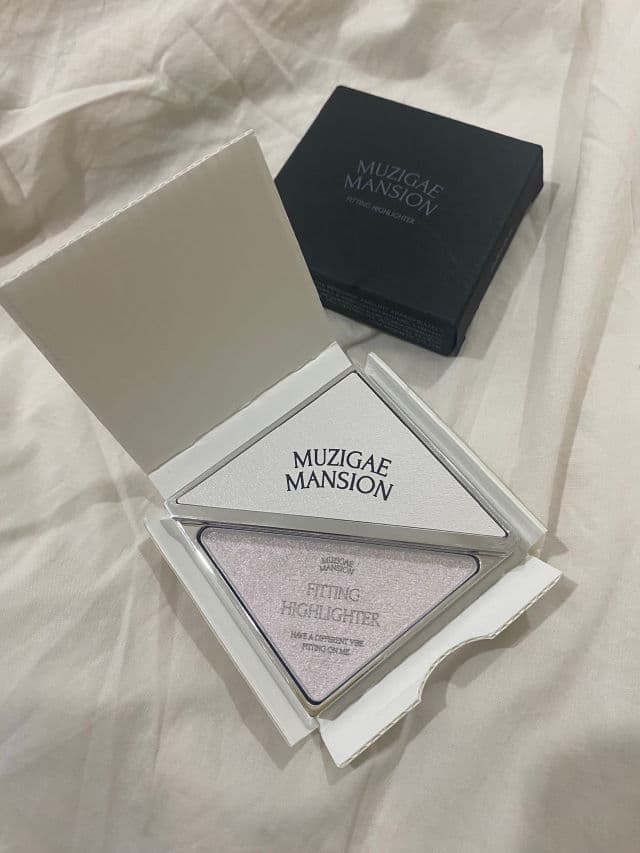 MUZIGAE
MANSION
FITTING HIGHLIGHTER
MUZIGAE
MANSION
MUZIGAE
MANSION
FITTING
HIGHLIGHTER
HAVE A DIFFERENT VIBE
FITTING ON ME.